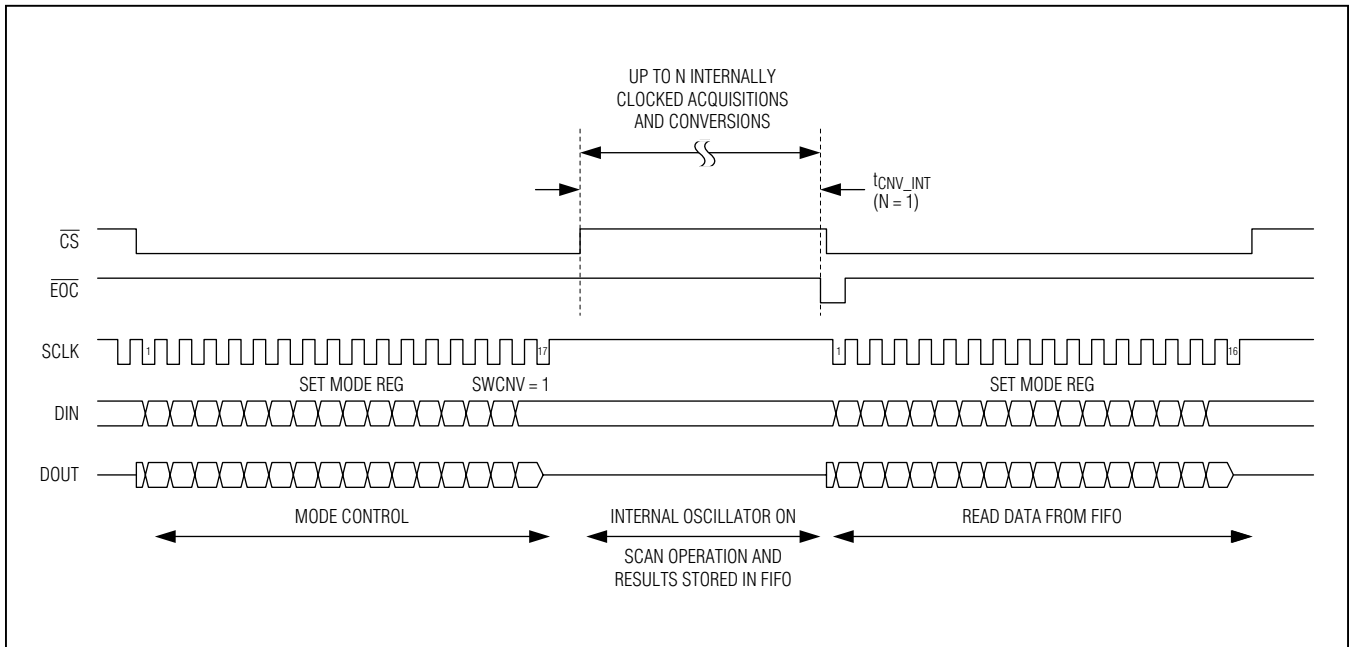 UP TO N INTERNALLY
CLOCKED ACQUISITIONS
AND CONVERSIONS
tCNV_INT
(N = 1)
CS
EOC
SCLK
1
17
1
16
SET MODE REG SWCNV = 1 SET MODE REG
DIN
DOUT
MODE CONTROL INTERNAL OSCILLATOR ON READ DATA FROM FIFO
SCAN OPERATION AND
RESULTS STORED IN FIFO